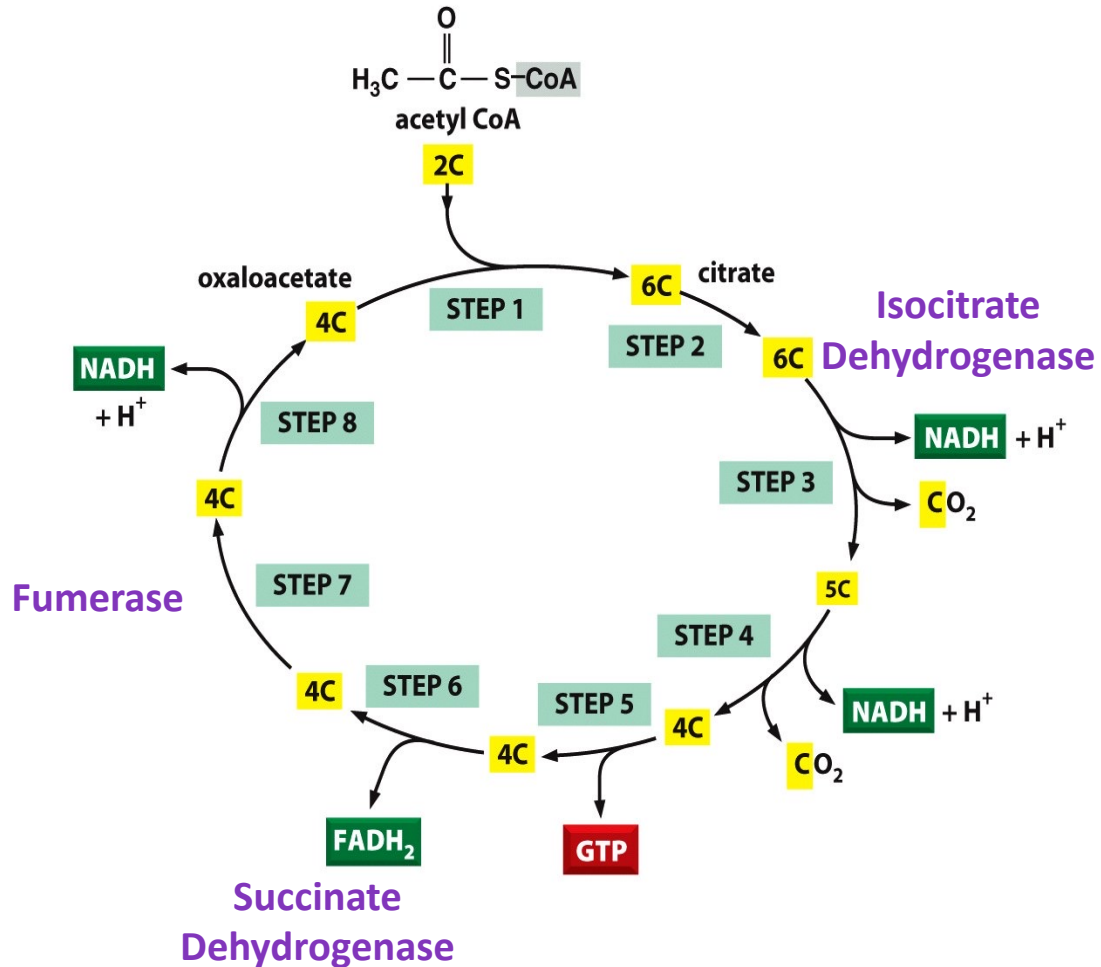 O
H₃C — C — S–CoA
acetyl CoA
2C
oxaloacetate
4C
STEP 1
6C
citrate
STEP 2
6C
Isocitrate
Dehydrogenase
NADH + H⁺
STEP 3
CO₂
5C
STEP 4
NADH + H⁺
CO₂
4C
STEP 5
GTP
4C
STEP 6
FADH₂
Succinate
Dehydrogenase
4C
STEP 7
Fumerase
4C
STEP 8
NADH
+ H⁺